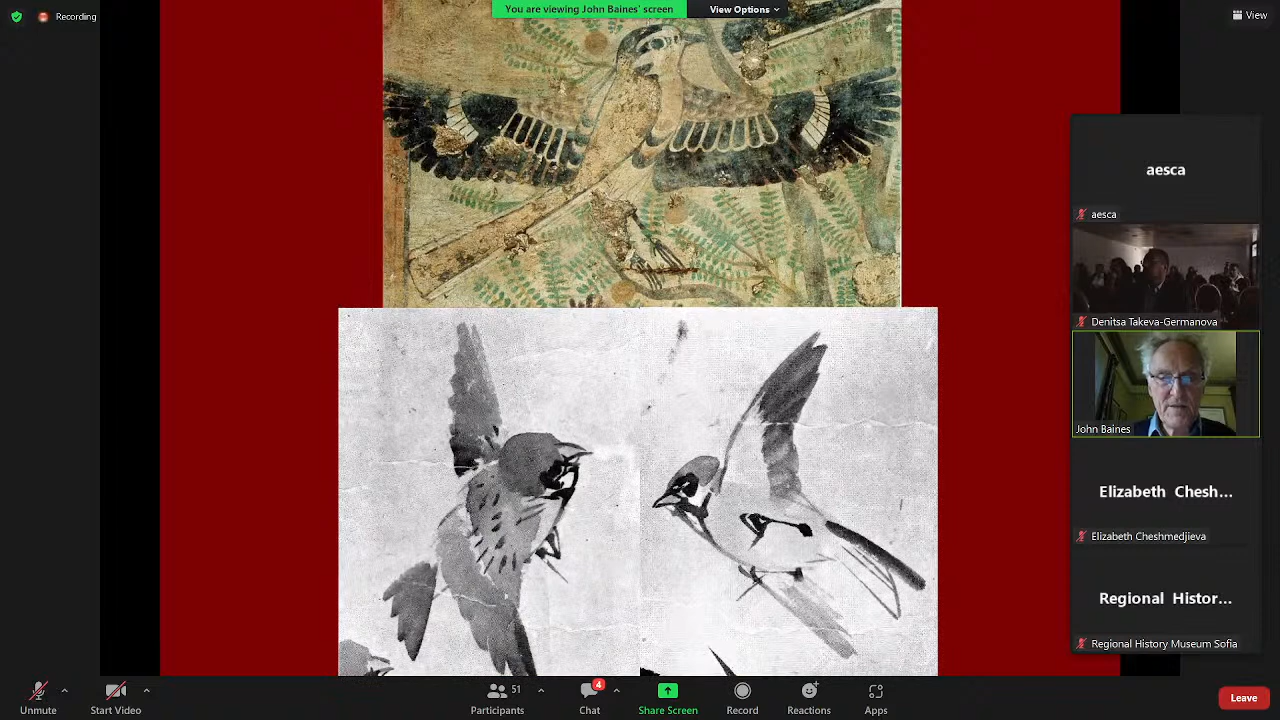 You are viewing John Baines' screen
View Options
Recording
View
aesca
aesca
Denitsa Takeva-Germanova
John Baines
Elizabeth Chesh...
Elizabeth Cheshmedjieva
Regional Histor...
Regional History Museum Sofia
Unmute
Start Video
51
Participants
4
Chat
Share Screen
Record
Reactions
Apps
Leave